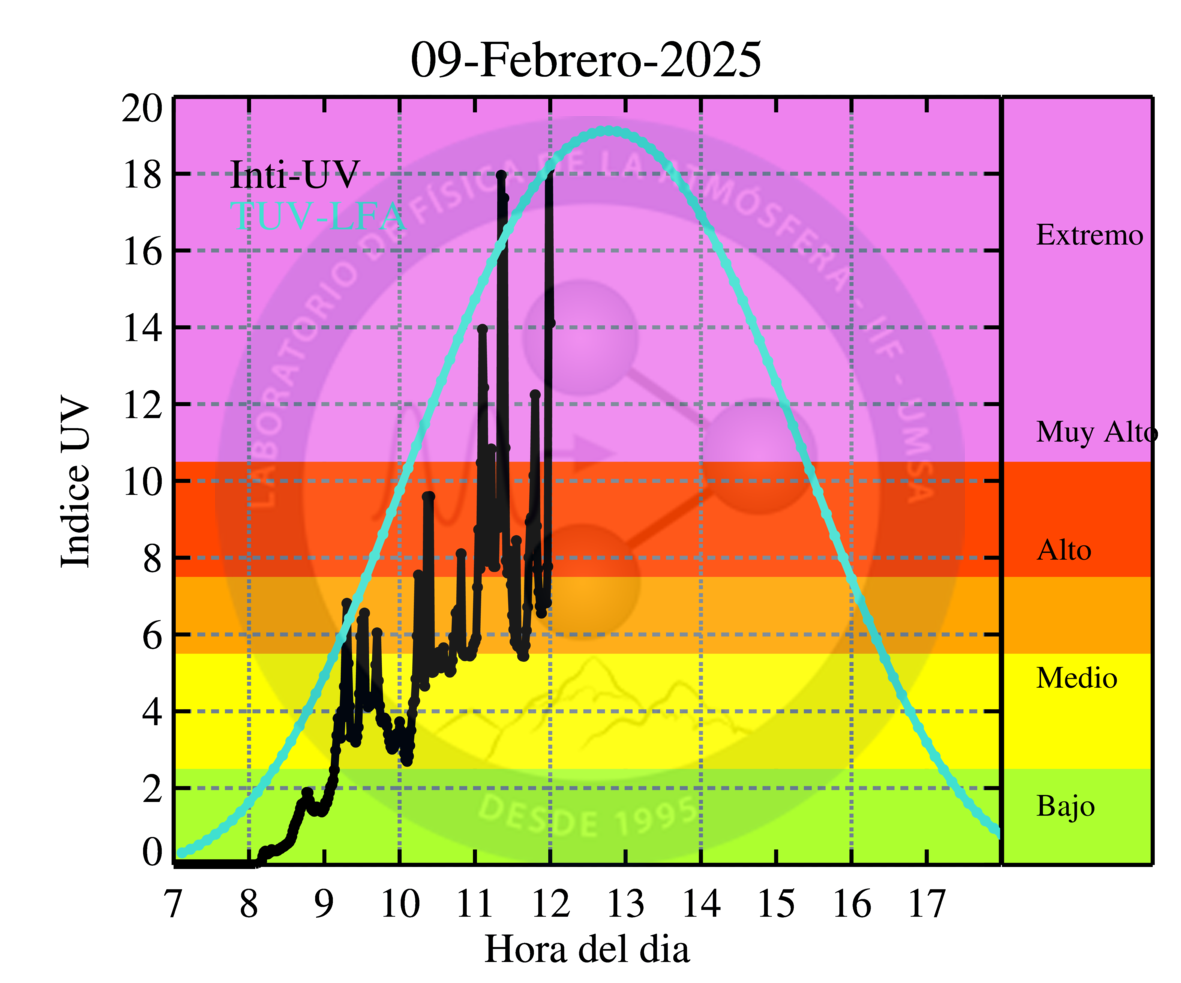 09-Febrero-2025
20
18
16
14
12
10
8
6
4
2
0
Indice UV
Inti-UV
TUV-LFA
LABORATORIO DE FÍSICA DE LA ATMÓSFERA - IIF - UMSA
DESDE 1995
Extremo
Muy Alto
Alto
Medio
Bajo
7 8 9 10 11 12 13 14 15 16 17
Hora del dia